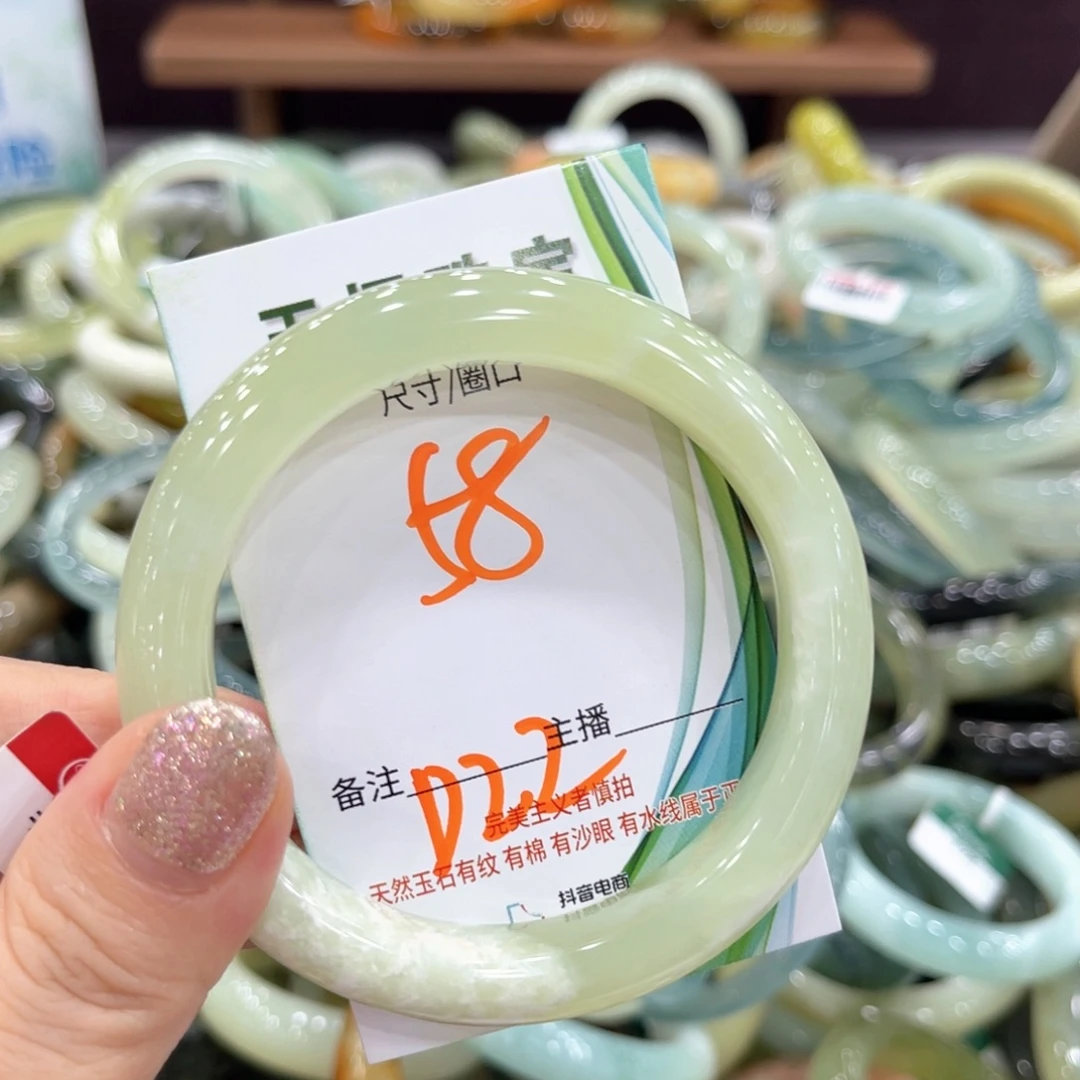 尺寸/圈口
58
主播
备注 D22
完美主义者慎拍
天然玉石有纹 有棉 有沙眼 有水线属于正
抖音电商